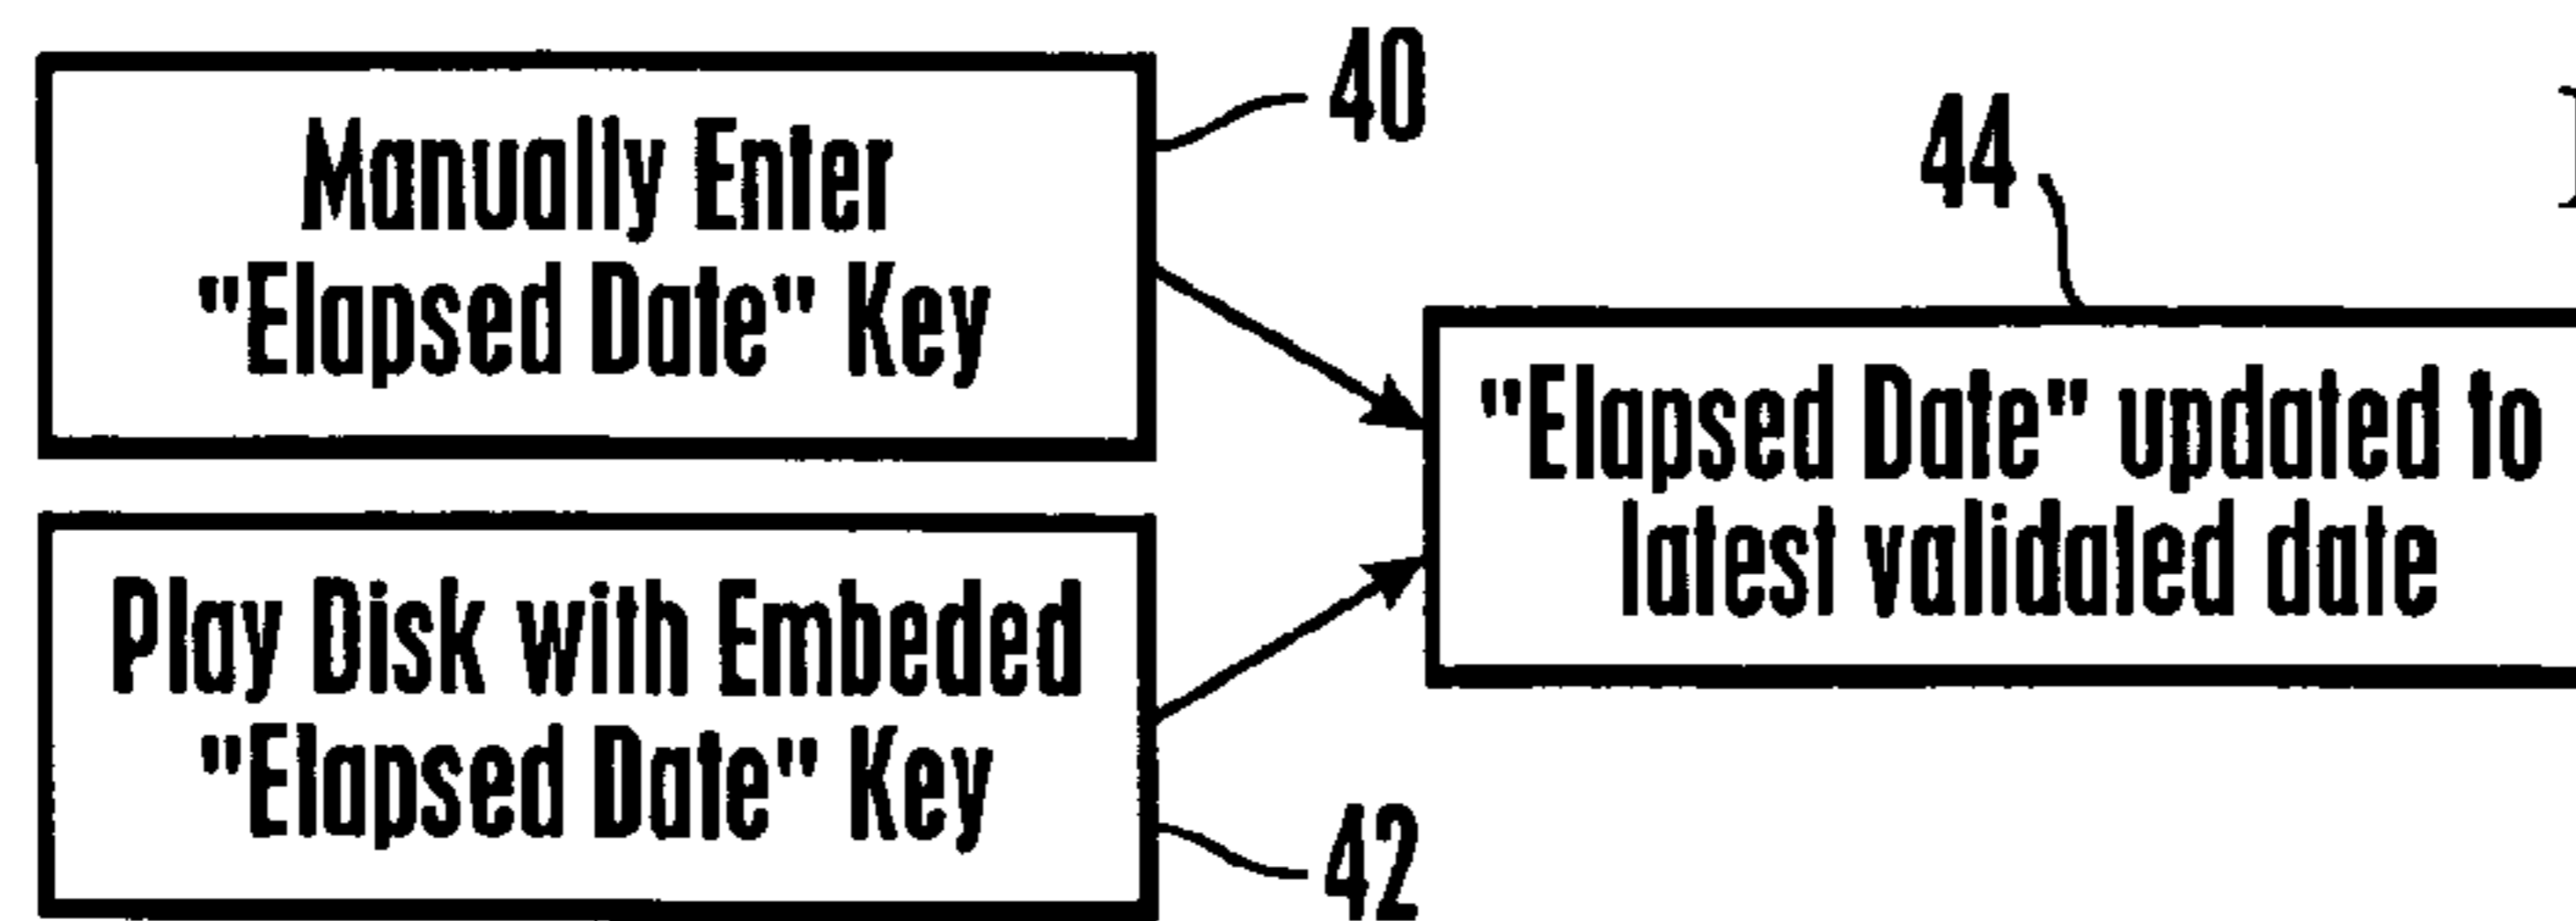 40
Manually Enter
"Elapsed Date" Key
44
"Elapsed Date" updated to
latest validated date
Play Disk with Embeded
"Elapsed Date" Key
42